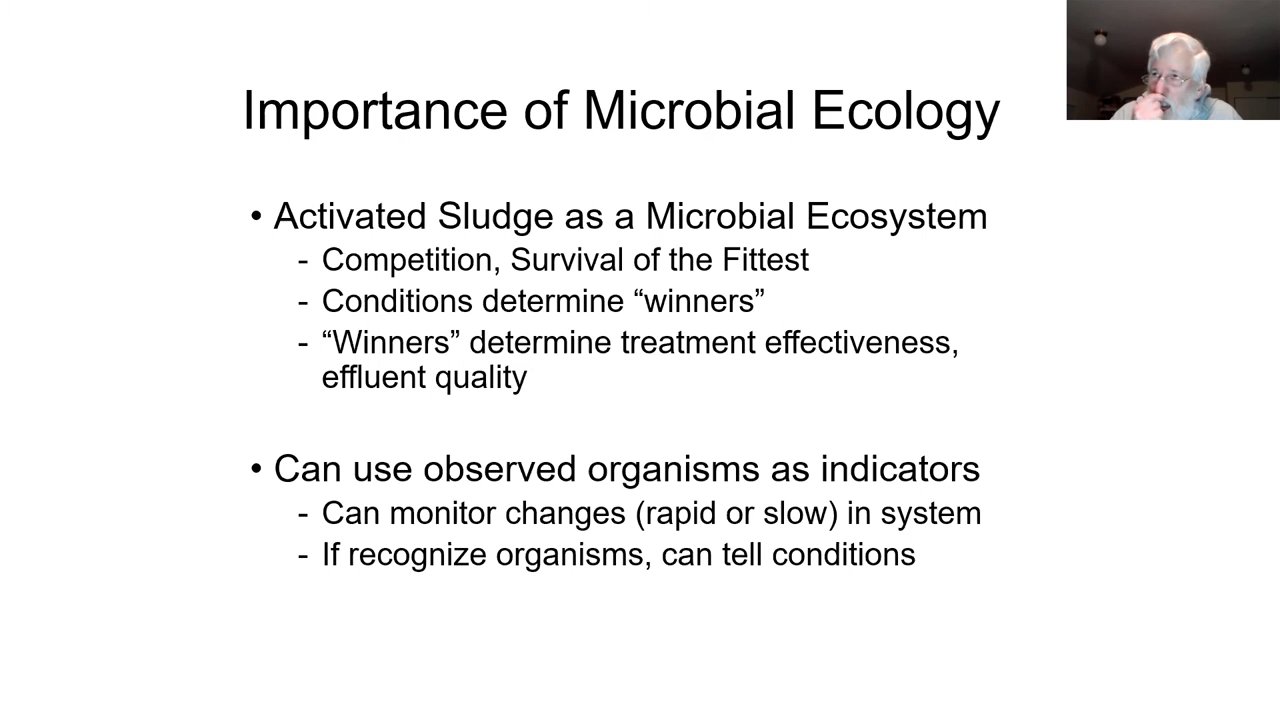 Importance of Microbial Ecology
• Activated Sludge as a Microbial Ecosystem
- Competition, Survival of the Fittest
- Conditions determine “winners”
- “Winners” determine treatment effectiveness,
effluent quality
• Can use observed organisms as indicators
- Can monitor changes (rapid or slow) in system
- If recognize organisms, can tell conditions